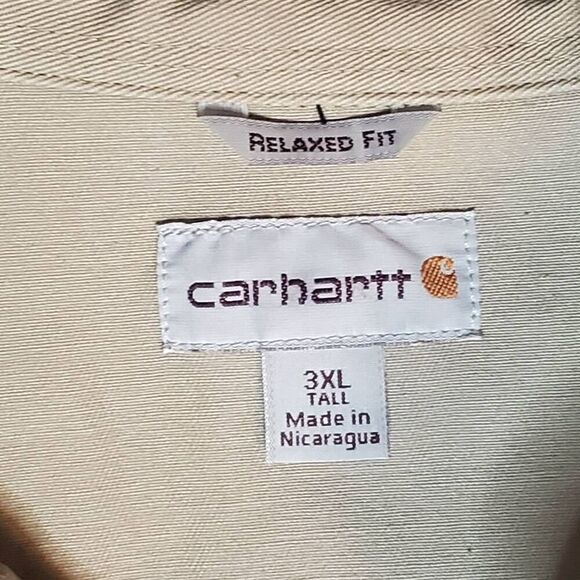 RELAXED FIT
carhartt
3XL
TALL
Made in
Nicaragua